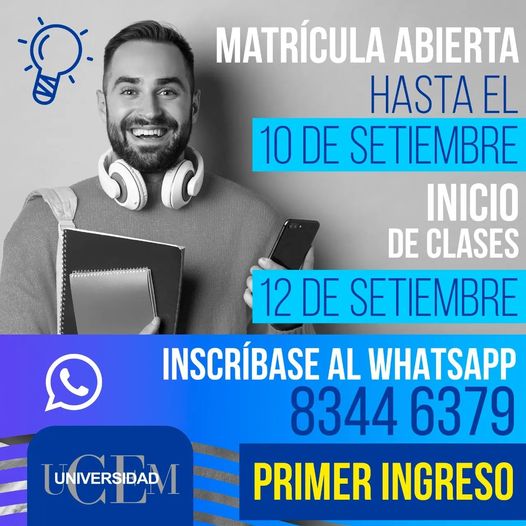 MATRÍCULA ABIERTA
HASTA EL
10 DE SETIEMBRE
INICIO
DE CLASES
12 DE SETIEMBRE
INSCRÍBASE AL WHATSAPP
8344 6379
UCEM
UNIVERSIDAD
PRIMER INGRESO